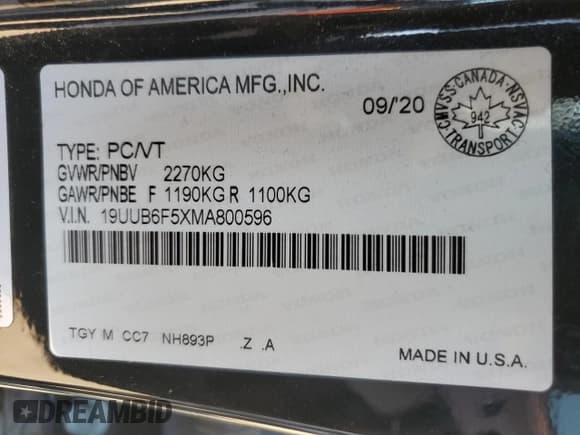 HONDA OF AMERICA MFG.,INC.
09/20
CMVSS·CANADA·NSVAC
942
TRANSPORT
TYPE: PC/VT
GVWR/PNBV 2270KG
GAWR/PNBE F 1190KG R 1100KG
V.I.N. 19UUB6F5XMA800596
TGY M CC7 NH893P .Z .A
MADE IN U.S.A.
DREAMBID